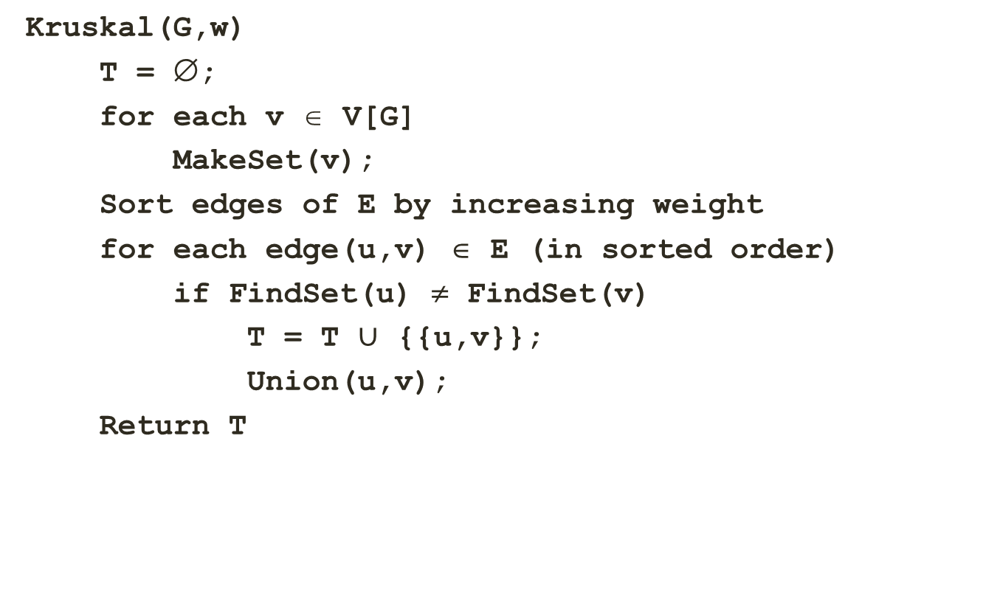 Kruskal(G,w)
T = ∅;
for each v ∈ V[G]
MakeSet(v);
Sort edges of E by increasing weight
for each edge(u,v) ∈ E (in sorted order)
if FindSet(u) ≠ FindSet(v)
T = T ∪ {{u,v}};
Union(u,v);
Return T